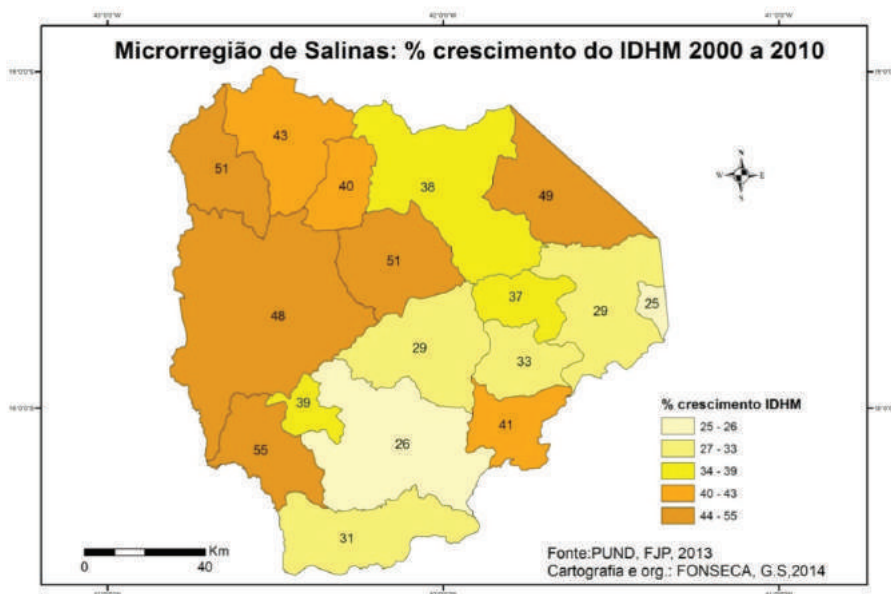 Microrregião de Salinas: % crescimento do IDHM 2000 a 2010
43
51
40
38
49
51
48
37
29
25
29
33
39
41
26
55
31
N
W E
S
% crescimento IDHM
25 - 26
27 - 33
34 - 39
40 - 43
44 - 55
Km
0 40
Fonte:PUND, FJP, 2013
Cartografia e org.: FONSECA, G.S,2014